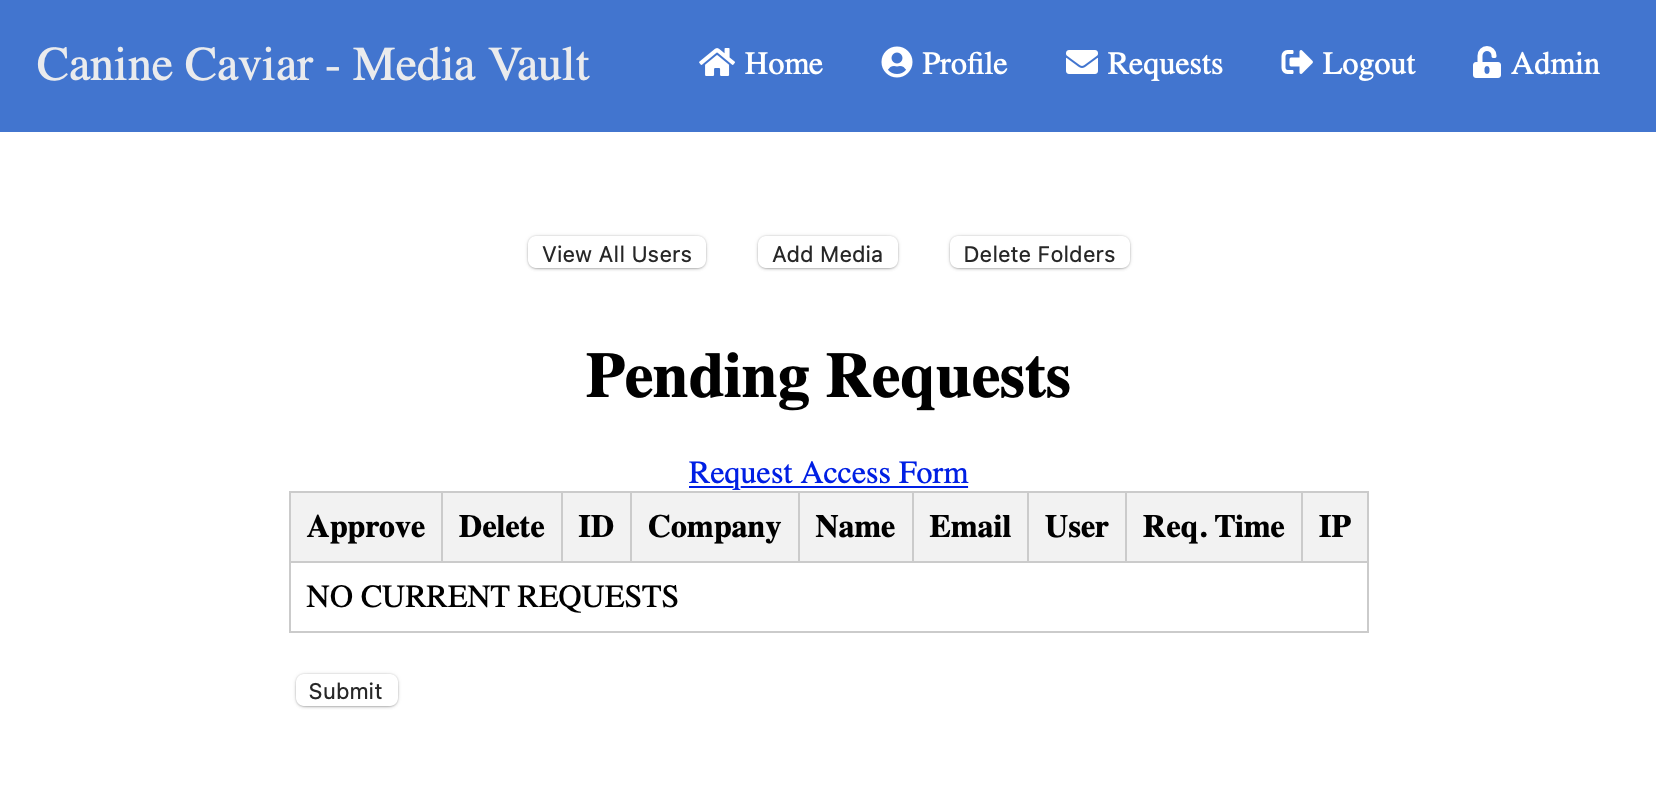 Canine Caviar - Media Vault Home Profile Requests Logout Admin
View All Users Add Media Delete Folders
Pending Requests
Request Access Form
Approve Delete ID Company Name Email User Req. Time IP
NO CURRENT REQUESTS
Submit